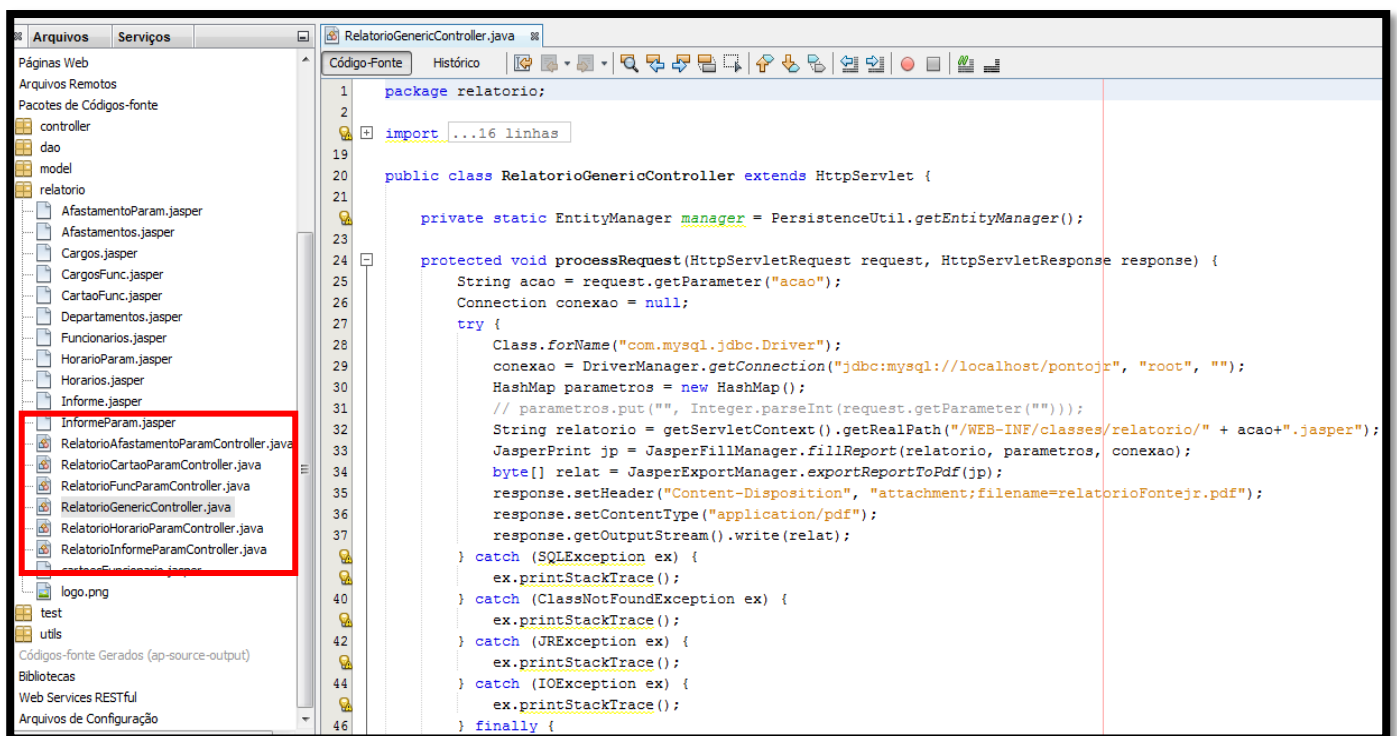 Arquivos Serviços
Páginas Web
Arquivos Remotos
Pacotes de Códigos-fonte
controller
dao
model
relatorio
AfastamentoParam.jasper
Afastamentos.jasper
Cargos.jasper
CargosFunc.jasper
CartaoFunc.jasper
Departamentos.jasper
Funcionarios.jasper
HorarioParam.jasper
Horarios.jasper
Informe.jasper
InformeParam.jasper
RelatorioAfastamentoParamController.java
RelatorioCartaoParamController.java
RelatorioFuncParamController.java
RelatorioGenericController.java
RelatorioHorarioParamController.java
RelatorioInformeParamController.java
cartoesFuncionario.jasper
logo.png
test
utils
Códigos-fonte Gerados (ap-source-output)
Bibliotecas
Web Services RESTful
Arquivos de Configuração
RelatorioGenericController.java
Código-Fonte Histórico
1 package relatorio;
2
import ...16 linhas
19
20 public class RelatorioGenericController extends HttpServlet {
21
private static EntityManager manager = PersistenceUtil.getEntityManager();
23
24 protected void processRequest(HttpServletRequest request, HttpServletResponse response) {
25 String acao = request.getParameter("acao");
26 Connection conexao = null;
27 try {
28 Class.forName("com.mysql.jdbc.Driver");
29 conexao = DriverManager.getConnection("jdbc:mysql://localhost/pontojr", "root", "");
30 HashMap parametros = new HashMap();
31 // parametros.put("", Integer.parseInt(request.getParameter("")));
32 String relatorio = getServletContext().getRealPath("/WEB-INF/classes/relatorio/" + acao+".jasper");
33 JasperPrint jp = JasperFillManager.fillReport(relatorio, parametros, conexao);
34 byte[] relat = JasperExportManager.exportReportToPdf(jp);
35 response.setHeader("Content-Disposition", "attachment;filename=relatorioFontejr.pdf");
36 response.setContentType("application/pdf");
37 response.getOutputStream().write(relat);
} catch (SQLException ex) {
ex.printStackTrace();
40 } catch (ClassNotFoundException ex) {
ex.printStackTrace();
42 } catch (JRException ex) {
ex.printStackTrace();
44 } catch (IOException ex) {
ex.printStackTrace();
46 } finally {